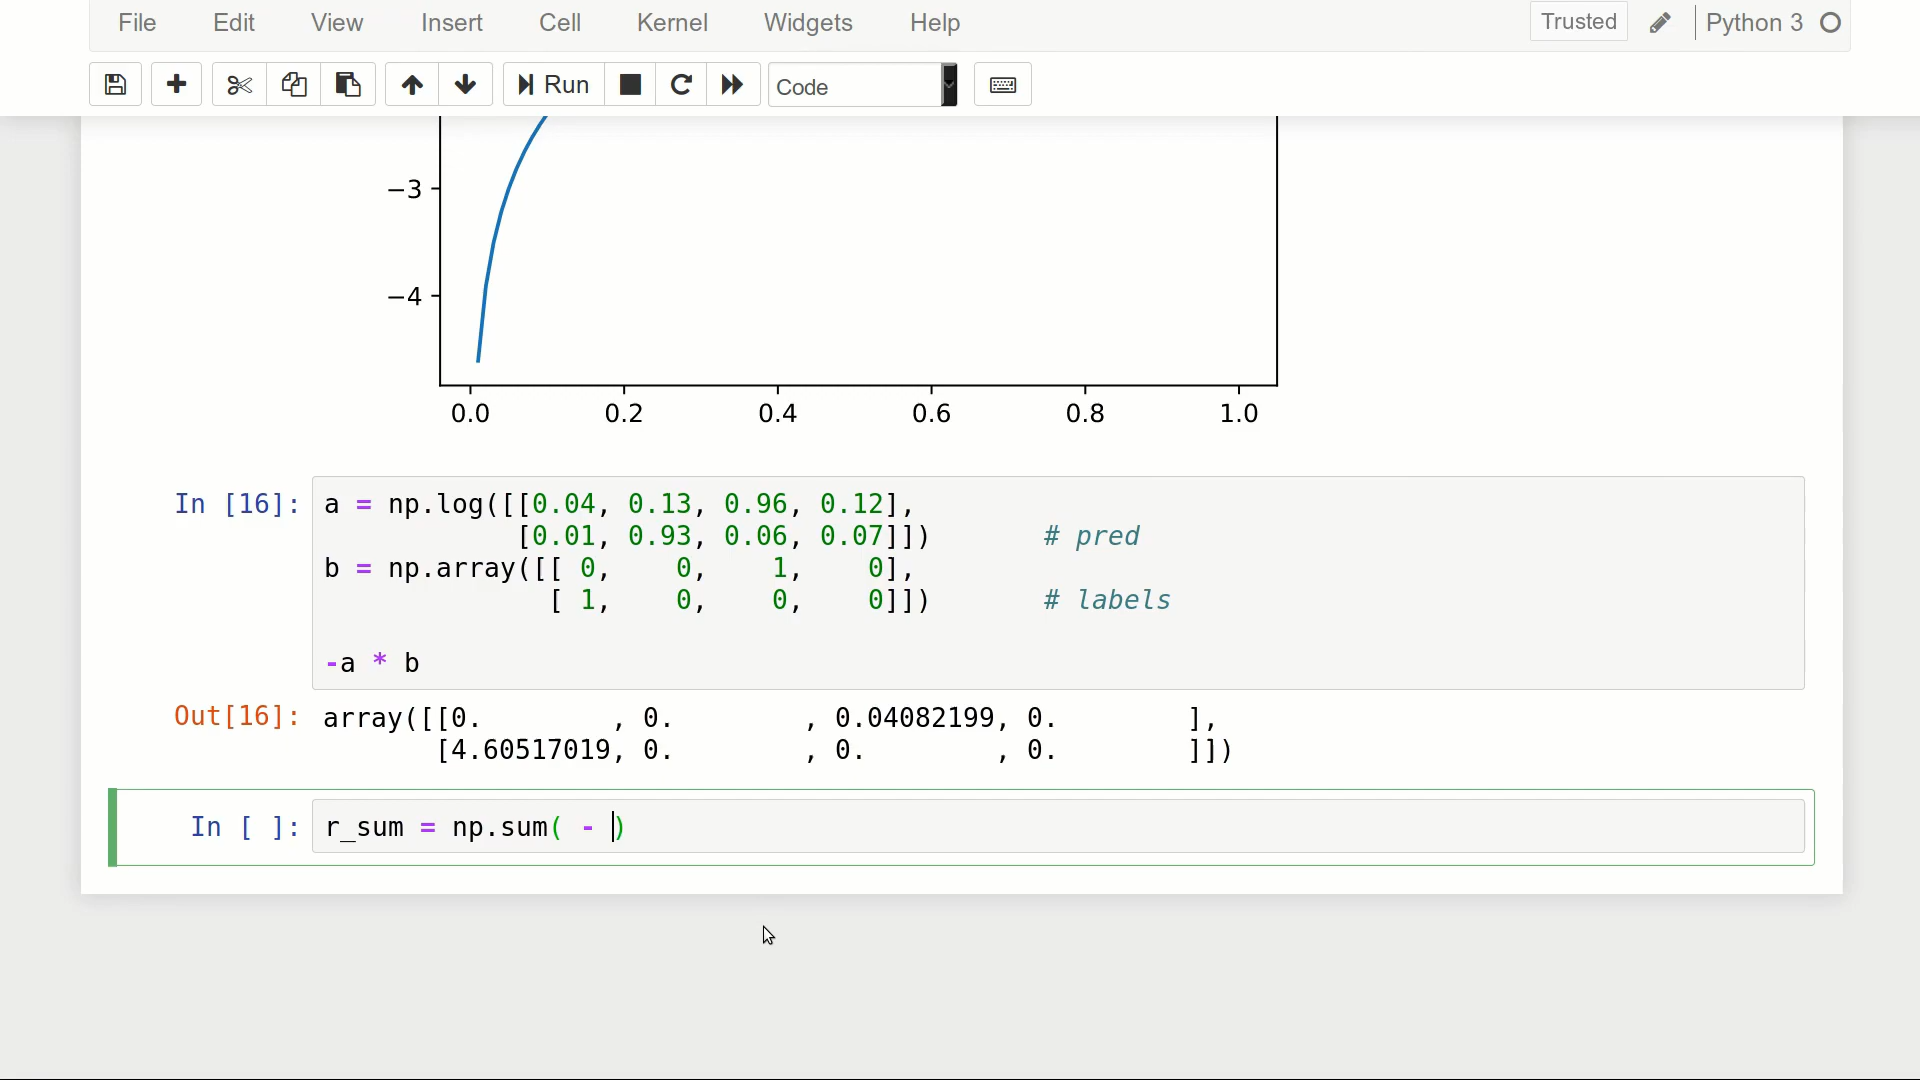 File Edit View Insert Cell Kernel Widgets Help Trusted Python 3
Run Code
−3
−4
0.0 0.2 0.4 0.6 0.8 1.0
In [16]: a = np.log([[0.04, 0.13, 0.96, 0.12],
[0.01, 0.93, 0.06, 0.07]]) # pred
b = np.array([[ 0, 0, 1, 0],
[ 1, 0, 0, 0]]) # labels
-a * b
Out[16]: array([[0. , 0. , 0.04082199, 0. ],
[4.60517019, 0. , 0. , 0. ]])
In [ ]: r_sum = np.sum( - )